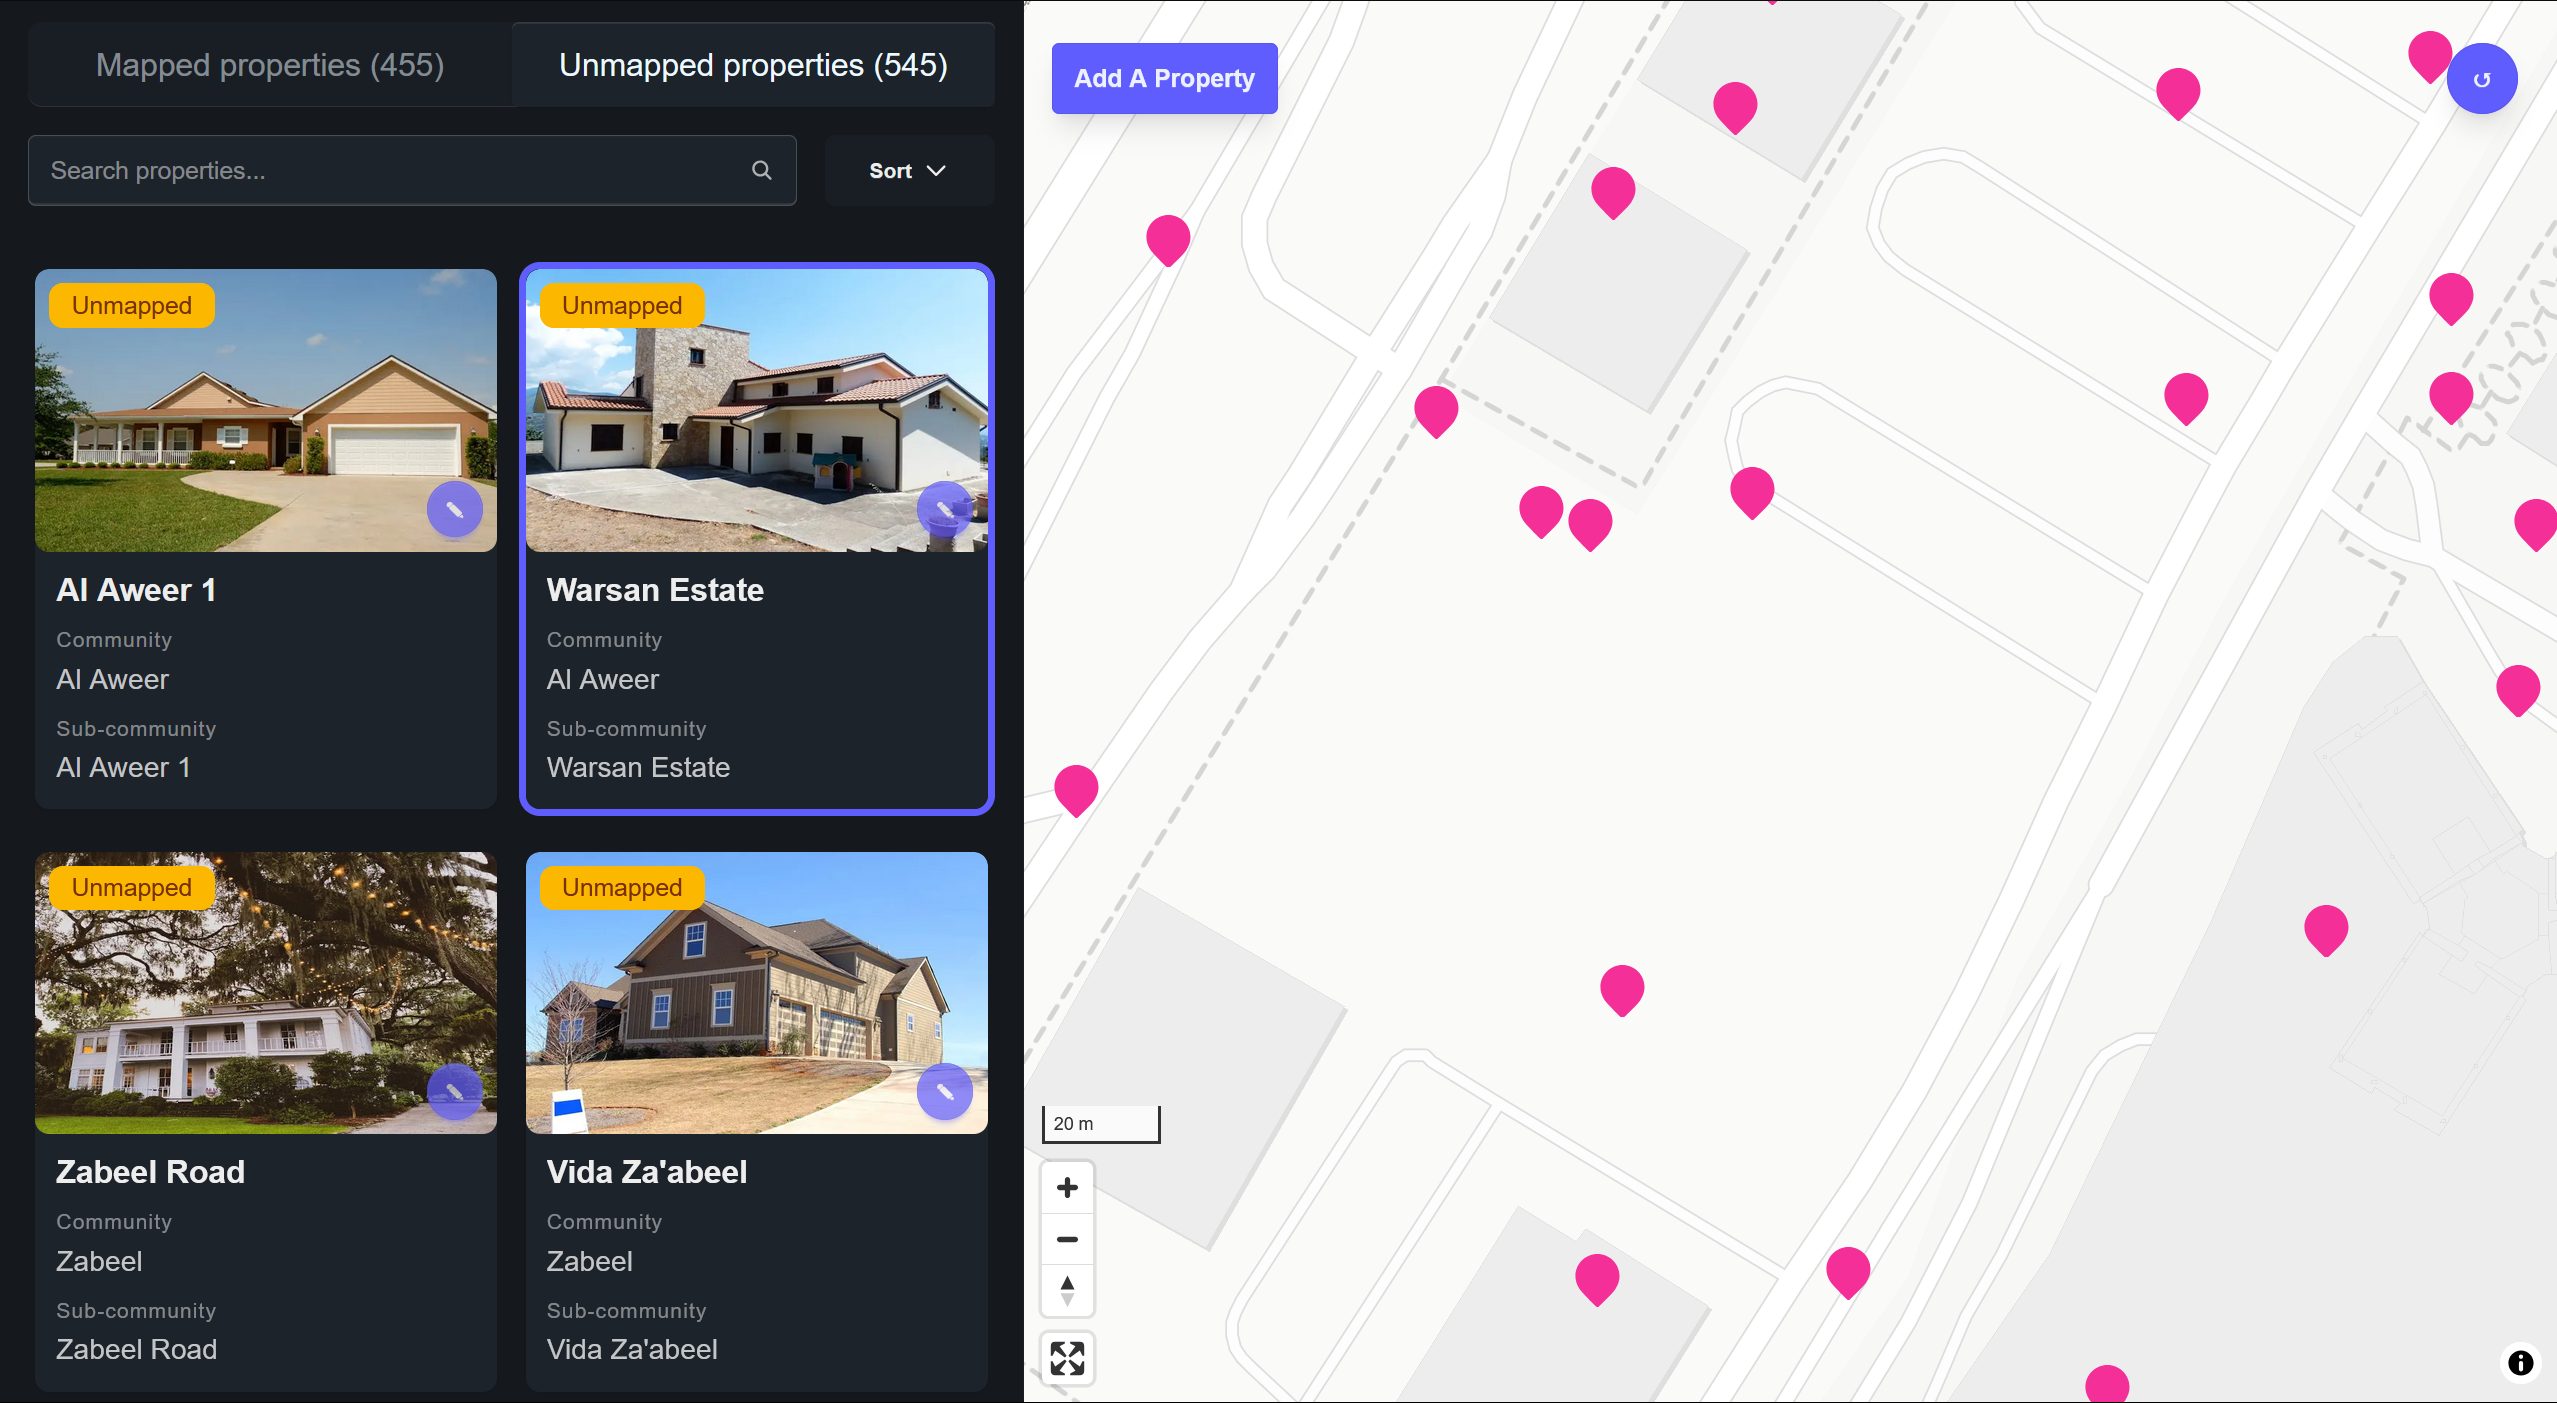 Mapped properties (455)
Unmapped properties (545)
Search properties...
Sort
Unmapped
Al Aweer 1
Community
Al Aweer
Sub-community
Al Aweer 1
Unmapped
Warsan Estate
Community
Al Aweer
Sub-community
Warsan Estate
Unmapped
Zabeel Road
Community
Zabeel
Sub-community
Zabeel Road
Unmapped
Vida Za'abeel
Community
Zabeel
Sub-community
Vida Za'abeel
Add A Property
20 m